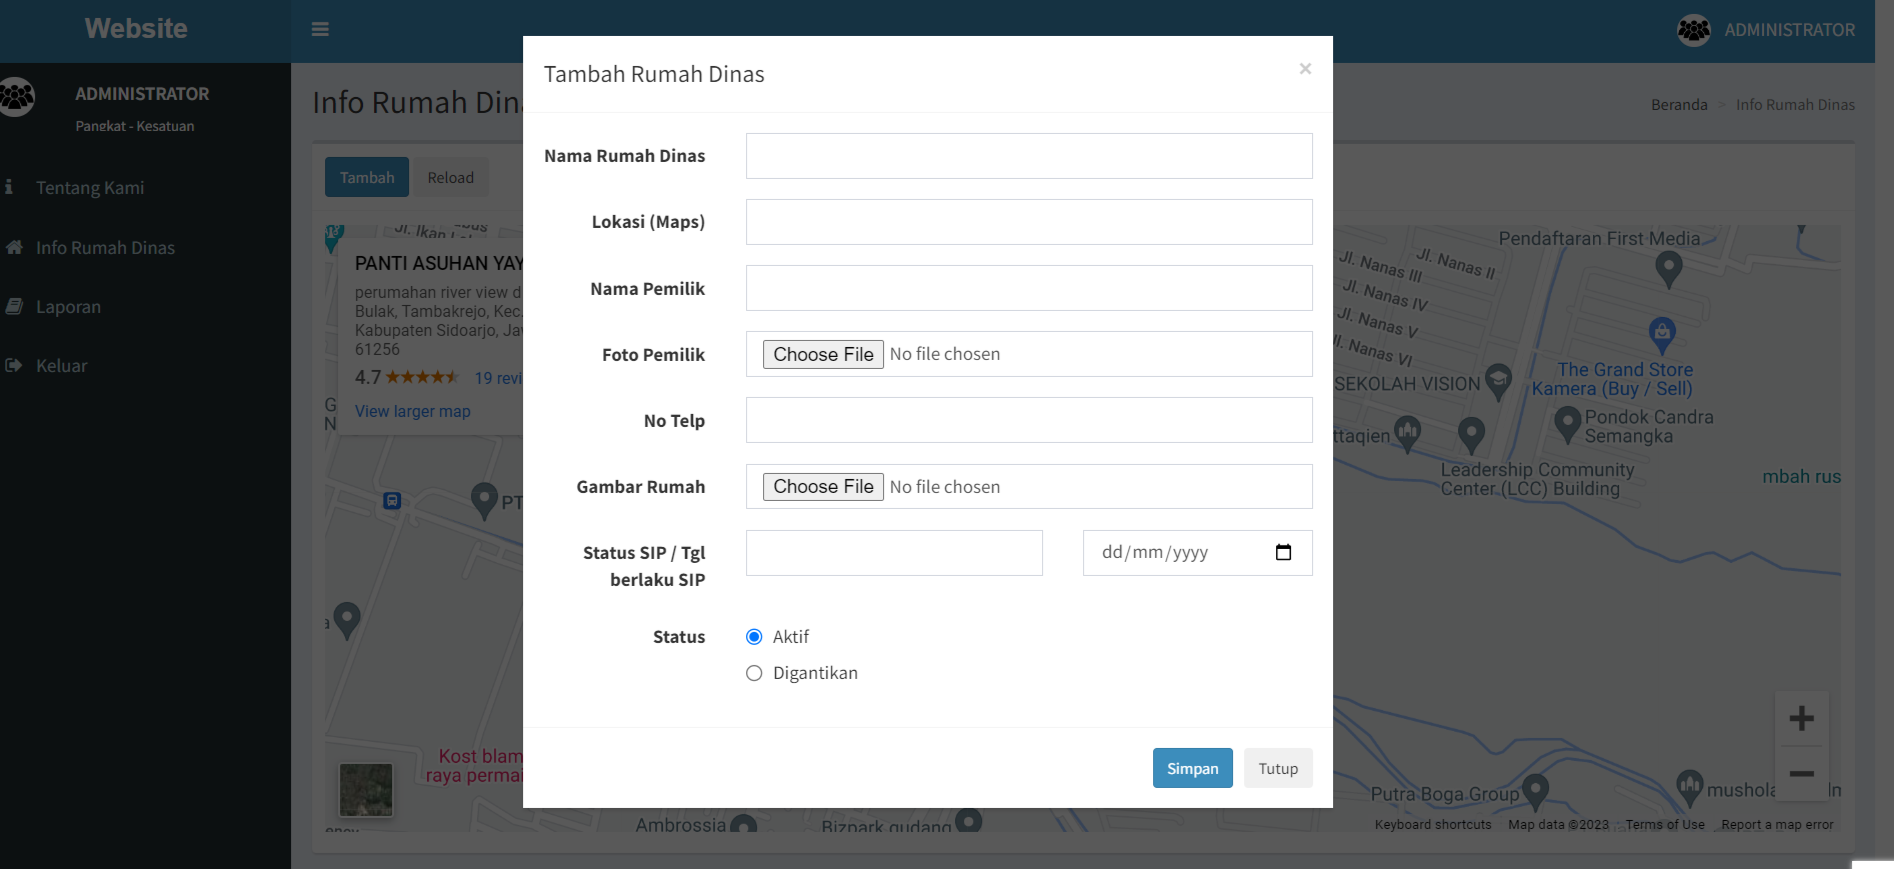 Website
ADMINISTRATOR
ADMINISTRATOR
Pangkat - Kesatuan
Tentang Kami
Info Rumah Dinas
Laporan
Keluar
Info Rumah Din
Beranda > Info Rumah Dinas
Tambah Reload
Tambah Rumah Dinas
×
Nama Rumah Dinas
Lokasi (Maps)
Nama Pemilik
Foto Pemilik
Choose File No file chosen
No Telp
Gambar Rumah
Choose File No file chosen
Status SIP / Tgl
berlaku SIP
dd/mm/yyyy
Status
Aktif
Digantikan
Simpan Tutup
PANTI ASUHAN YAY
perumahan river view d
Bulak, Tambakrejo, Kec.
Kabupaten Sidoarjo, Ja
61256
4.7 19 revi
View larger map
PT
Kost blam
raya permai
Ambrossia
Bizpark gudang
Pendaftaran First Media
Jl. Nanas III
Jl. Nanas II
Jl. Nanas IV
Jl. Nanas V
Jl. Nanas VI
SEKOLAH VISION
The Grand Store
Kamera (Buy / Sell)
Pondok Candra
Semangka
ttaqien
Leadership Community
Center (LCC) Building
mbah rus
Putra Boga Group
mushola
Keyboard shortcuts Map data ©2023 Terms of Use Report a map error